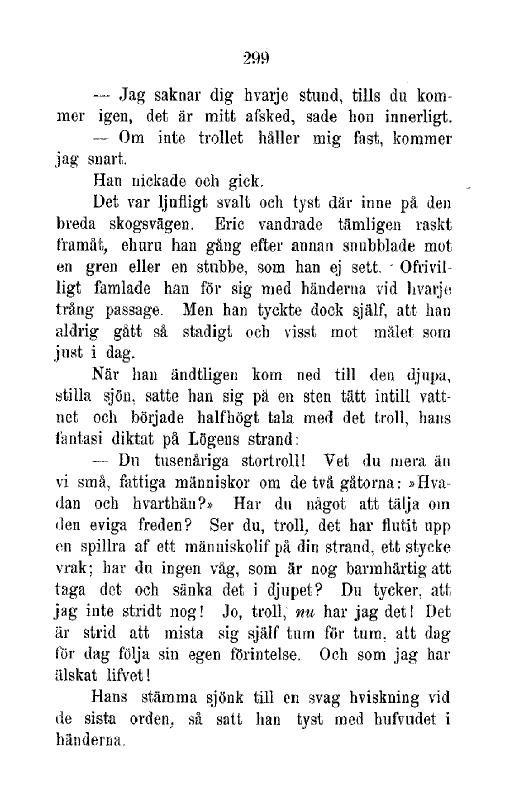 299
— Jag saknar dig hvarje stund, tills du kom-
mer igen, det är mitt afsked, sade hon innerligt.
— Om inte trollet håller mig fast, kommer
jag snart.
Han nickade och gick.
Det var ljufligt svalt och tyst där inne på den
breda skogsvägen. Eric vandrade tämligen raskt
framåt, ehuru han gång efter annan snubblade mot
en gren eller en stubbe, som han ej sett. Ofrivil-
ligt famlade han för sig med händerna vid hvarje
trång passage. Men han tyckte dock själf, att han
aldrig gått så stadigt och visst mot målet som
just i dag.
När han ändtligen kom ned till den djupa,
stilla sjön, satte han sig på en sten tätt intill vatt-
net och började halfhögt tala med det troll, hans
fantasi diktat på Lögens strand:
— Du tusenåriga stortroll! Vet du mera än
vi små, fattiga människor om de två gåtorna: »Hva-
dan och hvarthän?» Har du något att tälja om
den eviga freden? Ser du, troll, det har flutit upp
en spillra af ett människolif på din strand, ett stycke
vrak; har du ingen våg, som är nog barmhärtig att
taga det och sänka det i djupet? Du tycker, att
jag inte stridt nog! Jo, troll, nu har jag det! Det
är strid att mista sig själf tum för tum, att dag
för dag följa sin egen förintelse. Och som jag har
älskat lifvet!
Hans stämma sjönk till en svag hviskning vid
de sista orden, så satt han tyst med hufvudet i
händerna.